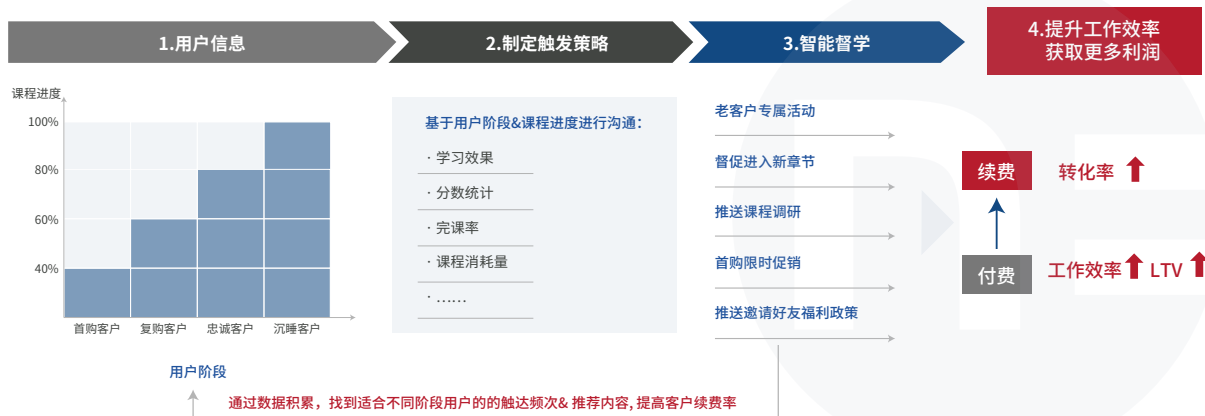 1.用户信息
2.制定触发策略
3.智能督学
4.提升工作效率
获取更多利润
课程进度
100%
80%
60%
40%
首购客户
复购客户
忠诚客户
沉睡客户
用户阶段
基于用户阶段&课程进度进行沟通：
· 学习效果
· 分数统计
· 完课率
· 课程消耗量
· ……
老客户专属活动
督促进入新章节
推送课程调研
首购限时促销
推送邀请好友福利政策
续费
转化率
付费
工作效率
LTV
通过数据积累，找到适合不同阶段用户的的触达频次& 推荐内容, 提高客户续费率